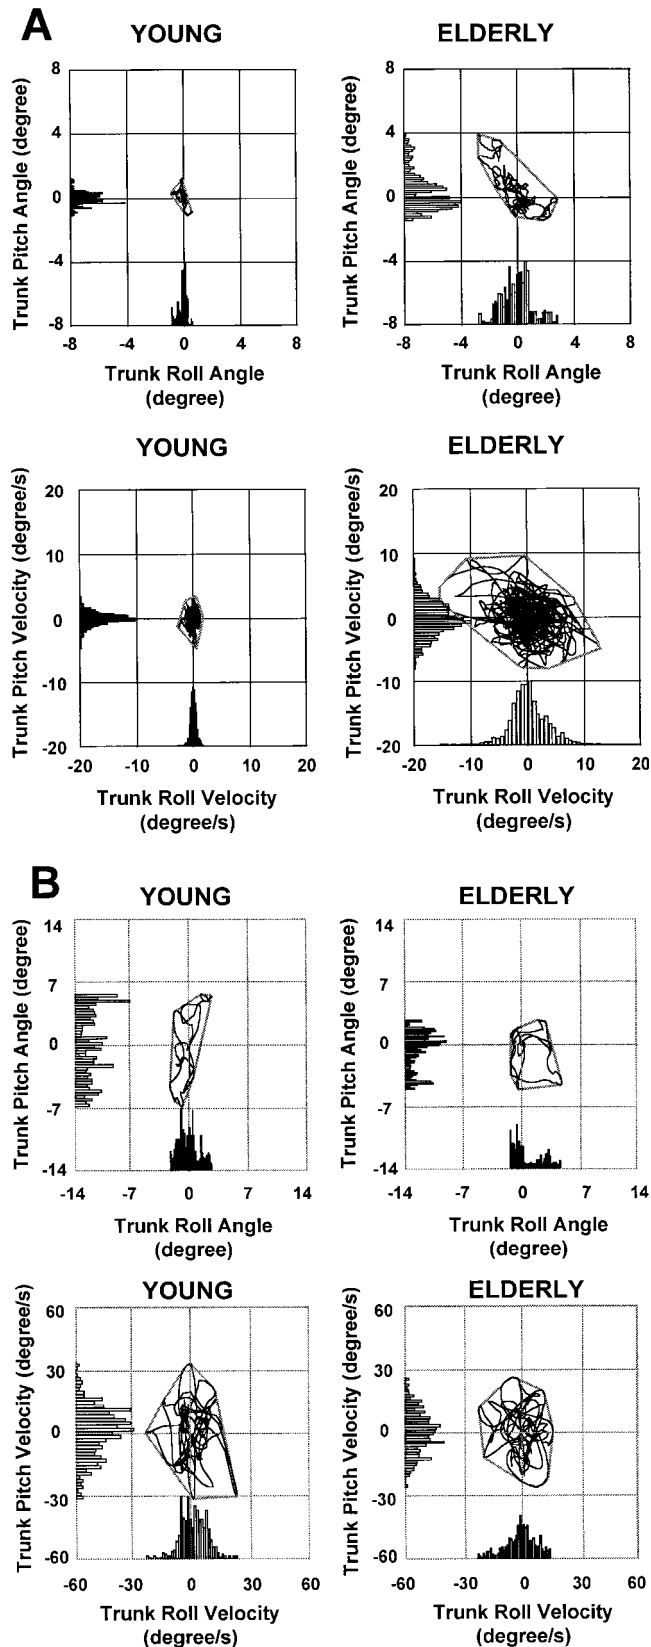 A
YOUNG
ELDERLY
Trunk Pitch Angle (degree)
8
4
0
-4
-8
-8 -4 0 4 8
Trunk Roll Angle
(degree)
Trunk Pitch Angle (degree)
8
4
0
-4
-8
-8 -4 0 4 8
Trunk Roll Angle
(degree)
YOUNG
ELDERLY
Trunk Pitch Velocity (degree/s)
20
10
0
-10
-20
-20 -10 0 10 20
Trunk Roll Velocity
(degree/s)
Trunk Pitch Velocity (degree/s)
20
10
0
-10
-20
-20 -10 0 10 20
Trunk Roll Velocity
(degree/s)
B
YOUNG
ELDERLY
Trunk Pitch Angle (degree)
14
7
0
-7
-14
-14 -7 0 7 14
Trunk Roll Angle
(degree)
Trunk Pitch Angle (degree)
14
7
0
-7
-14
-14 -7 0 7 14
Trunk Roll Angle
(degree)
YOUNG
ELDERLY
Trunk Pitch Velocity (degree/s)
60
30
0
-30
-60
-60 -30 0 30 60
Trunk Roll Velocity
(degree/s)
Trunk Pitch Velocity (degree/s)
60
30
0
-30
-60
-60 -30 0 30 60
Trunk Roll Velocity
(degree/s)